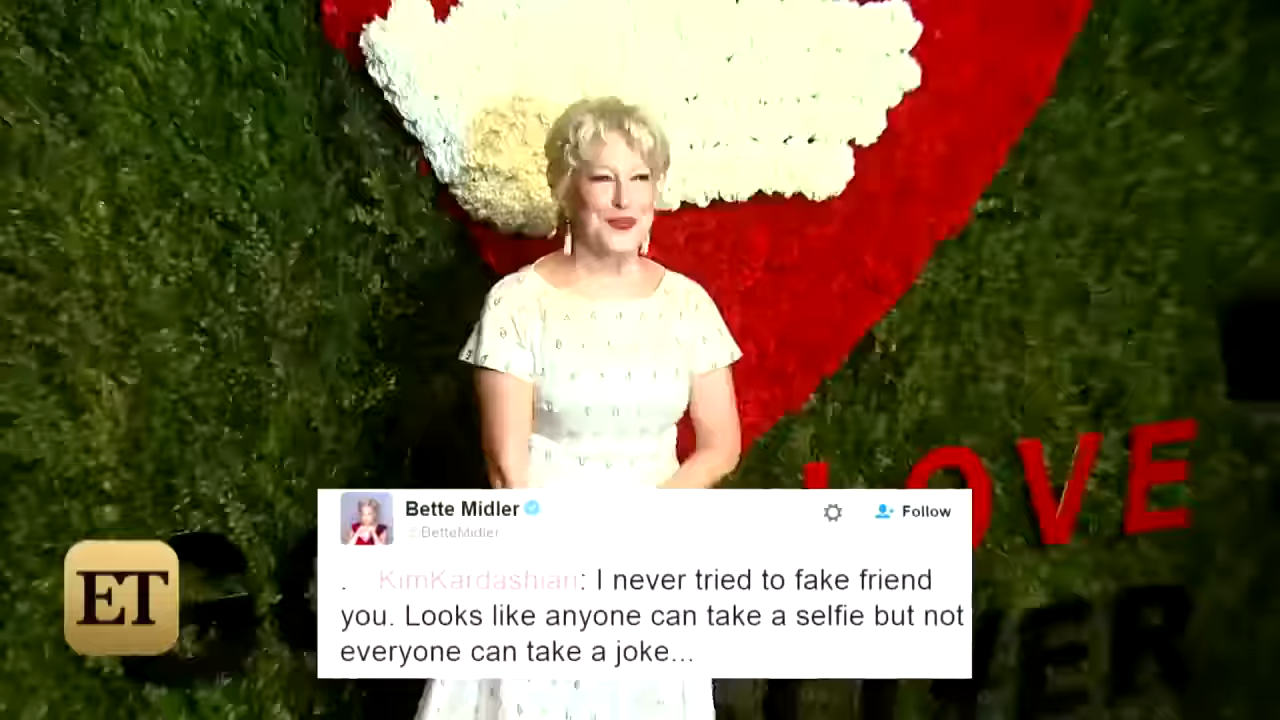 LOVE
Bette Midler
@BetteMidler
Follow
ET
. KimKardashian: I never tried to fake friend
you. Looks like anyone can take a selfie but not
everyone can take a joke...